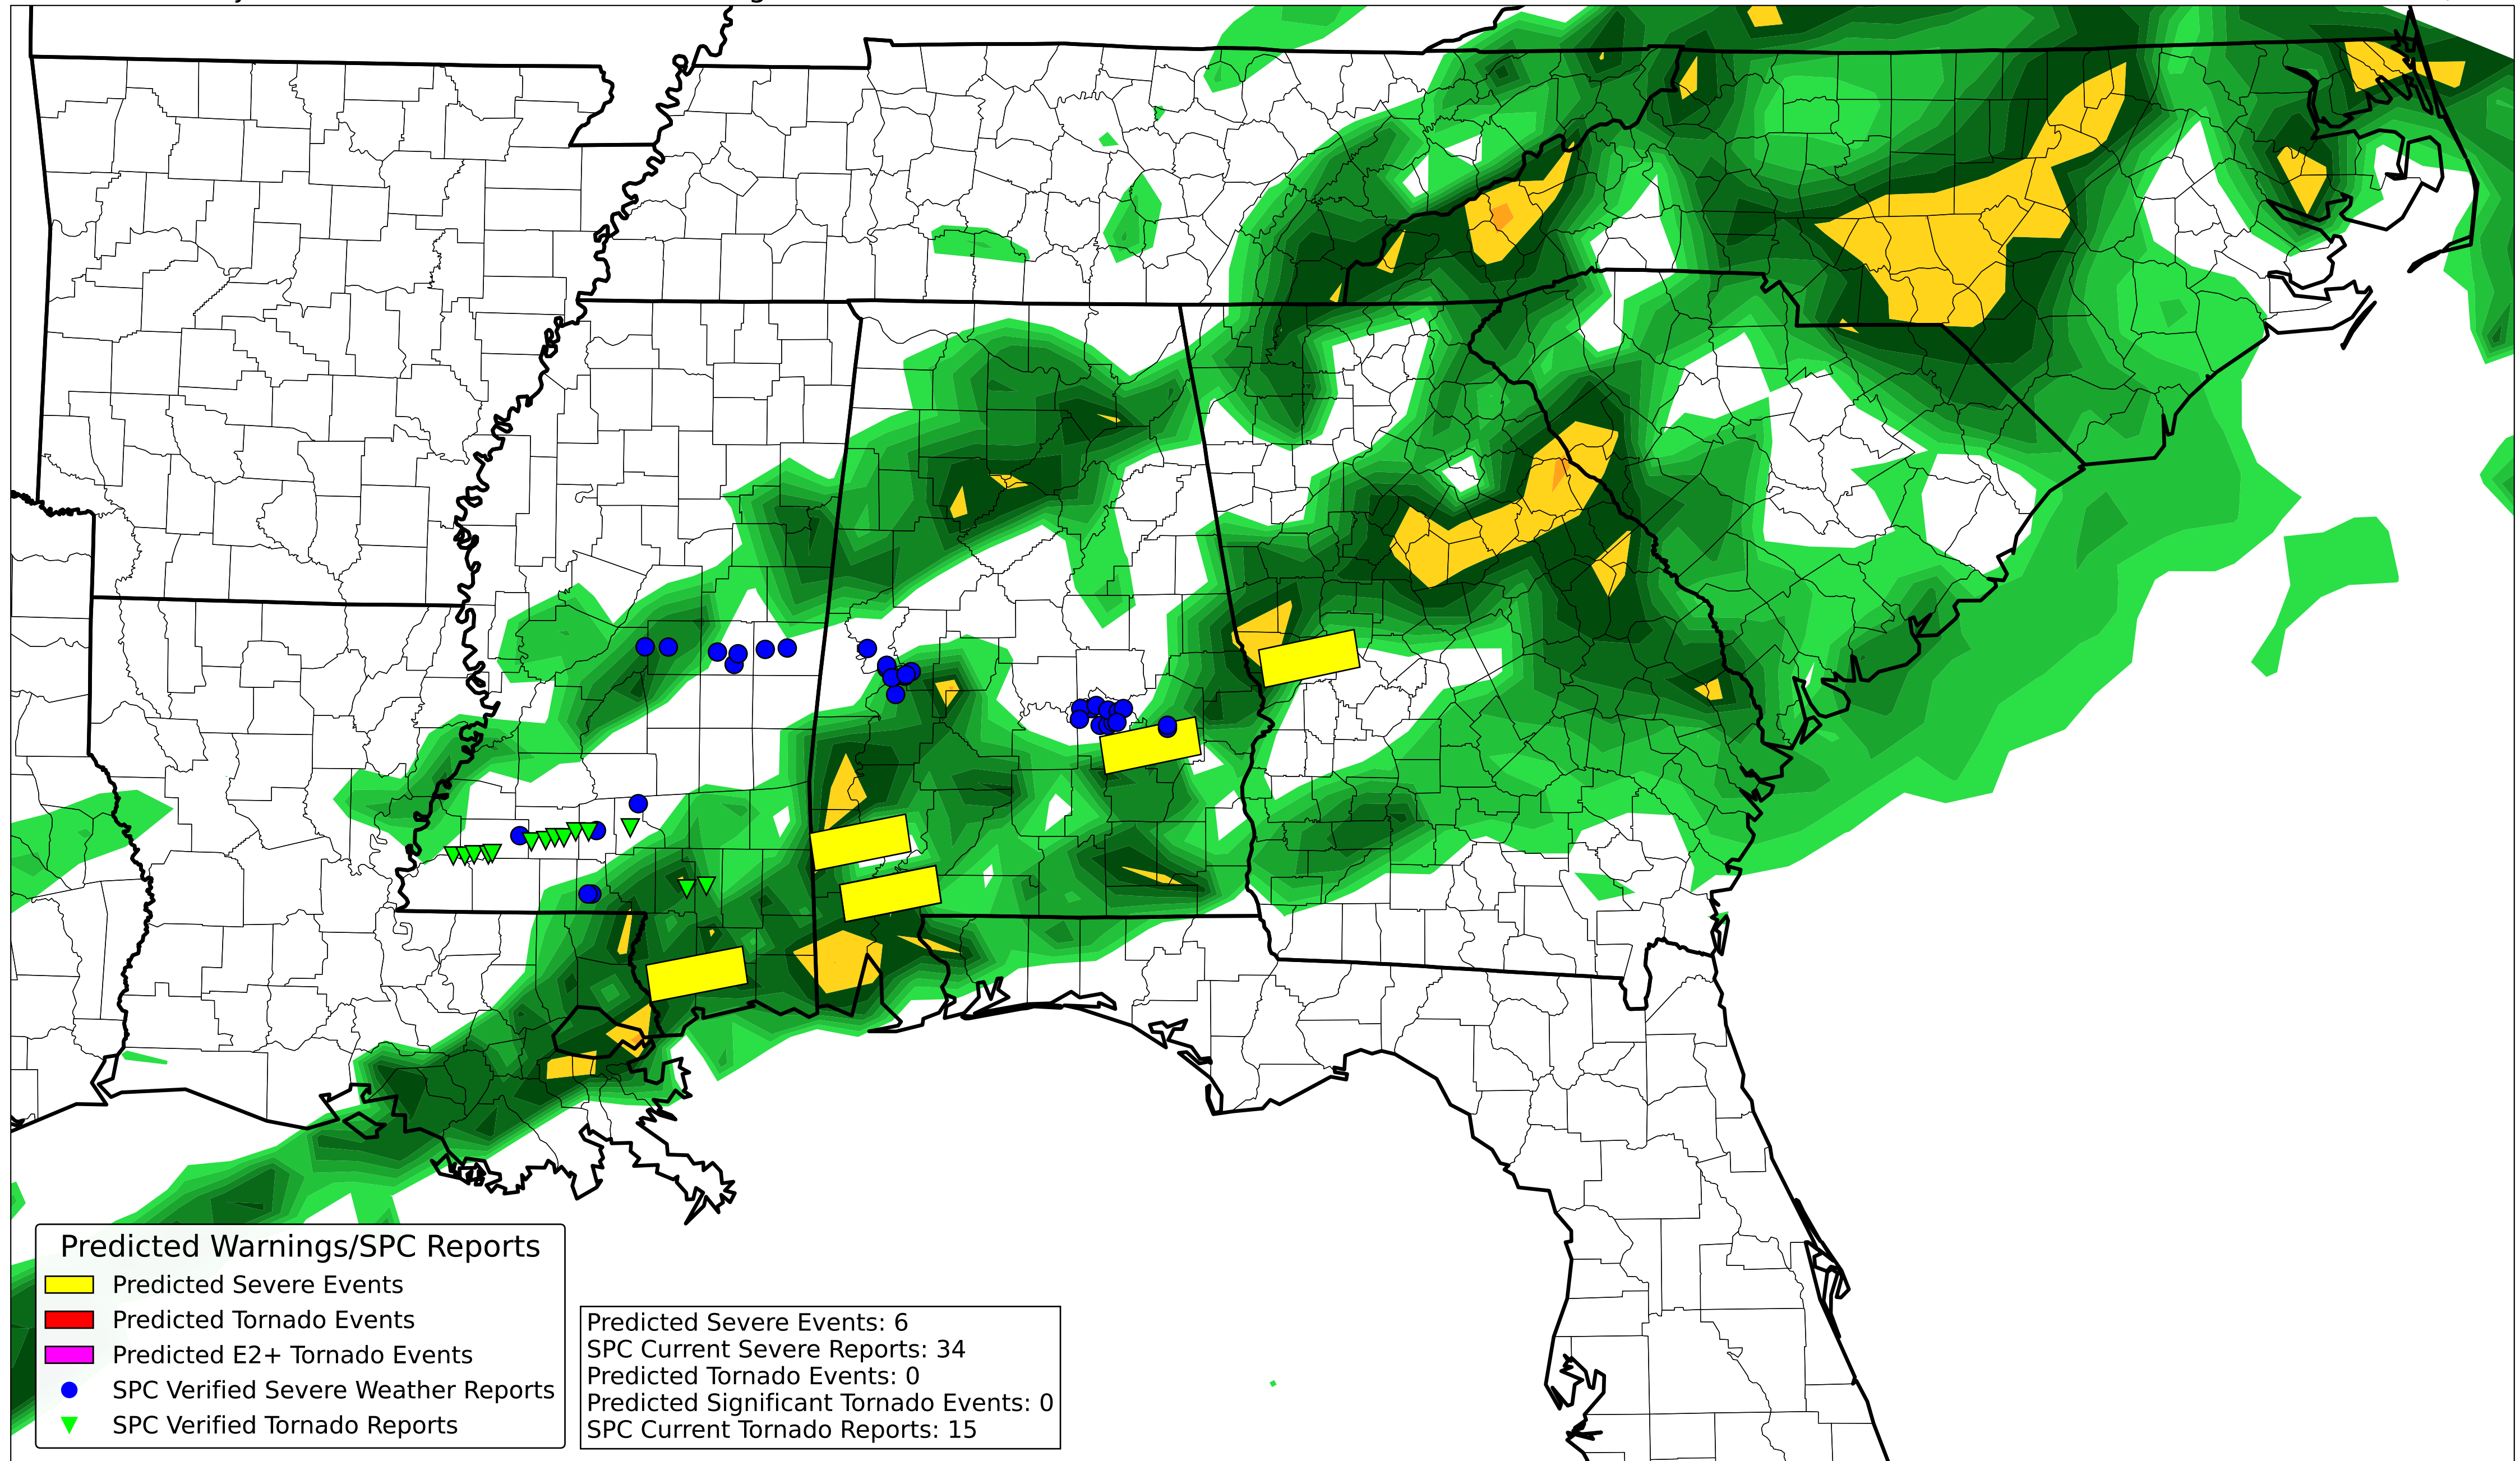 Predicted Warnings/SPC Reports
Predicted Severe Events
Predicted Tornado Events
Predicted E2+ Tornado Events
SPC Verified Severe Weather Reports
SPC Verified Tornado Reports
Predicted Severe Events: 6
SPC Current Severe Reports: 34
Predicted Tornado Events: 0
Predicted Significant Tornado Events: 0
SPC Current Tornado Reports: 15